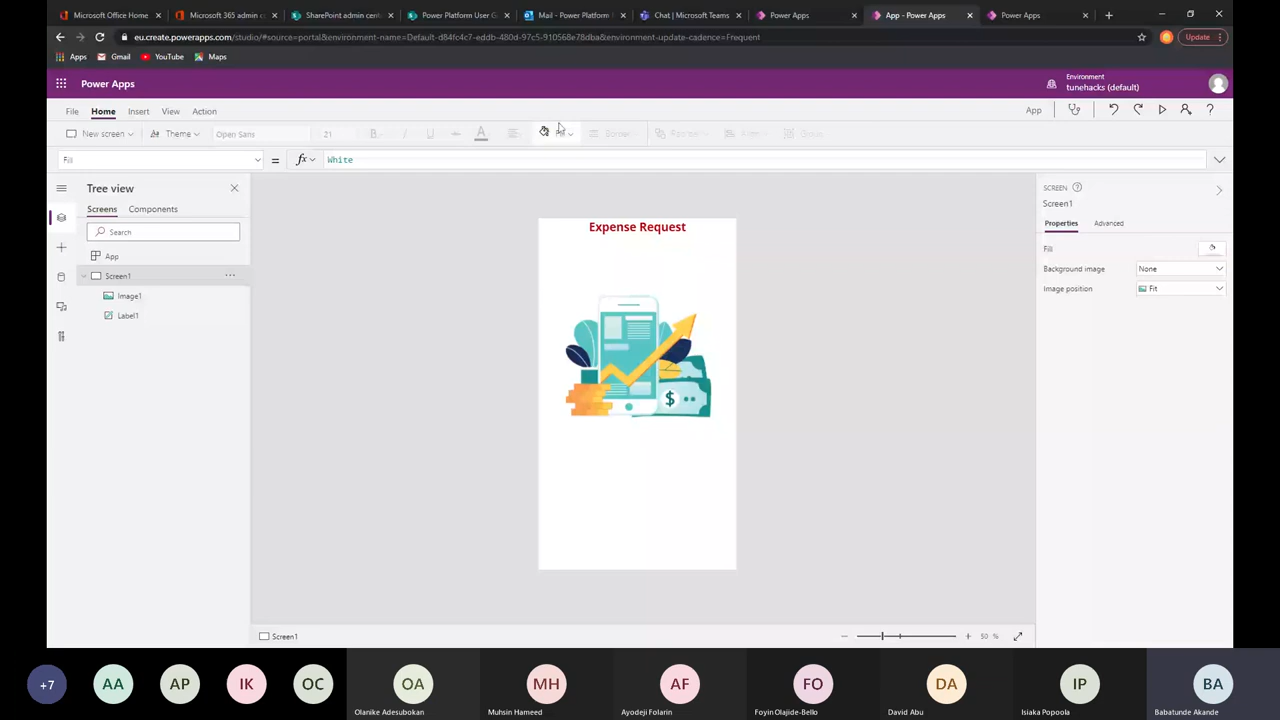 Microsoft Office Home
Microsoft 365 admin c
SharePoint admin cent
Power Platform User G
Mail - Power Platform
Chat | Microsoft Teams
Power Apps
App - Power Apps
Power Apps
eu.create.powerapps.com/studio/#source=portal&environment-name=Default-d84fc4c7-eddb-480d-97c5-910568e78dba&environment-update-cadence=Frequent
Update
Apps
Gmail
YouTube
Maps
Power Apps
Environment
tunehacks (default)
File
Home
Insert
View
Action
App
New screen
Theme
Open Sans
21
B
Border
Reorder
Align
Group
Fill
=
fx
White
Tree view
Screens
Components
Search
App
Screen1
Image1
Label1
Expense Request
$
SCREEN
Screen1
Properties
Advanced
Fill
Background image
None
Image position
Fit
Screen1
50 %
+7
AA
AP
IK
OC
OA
Olanike Adesubokan
MH
Muhsin Hameed
AF
Ayodeji Folarin
FO
Foyin Olajide-Bello
DA
David Abu
IP
Isiaka Popoola
BA
Babatunde Akande